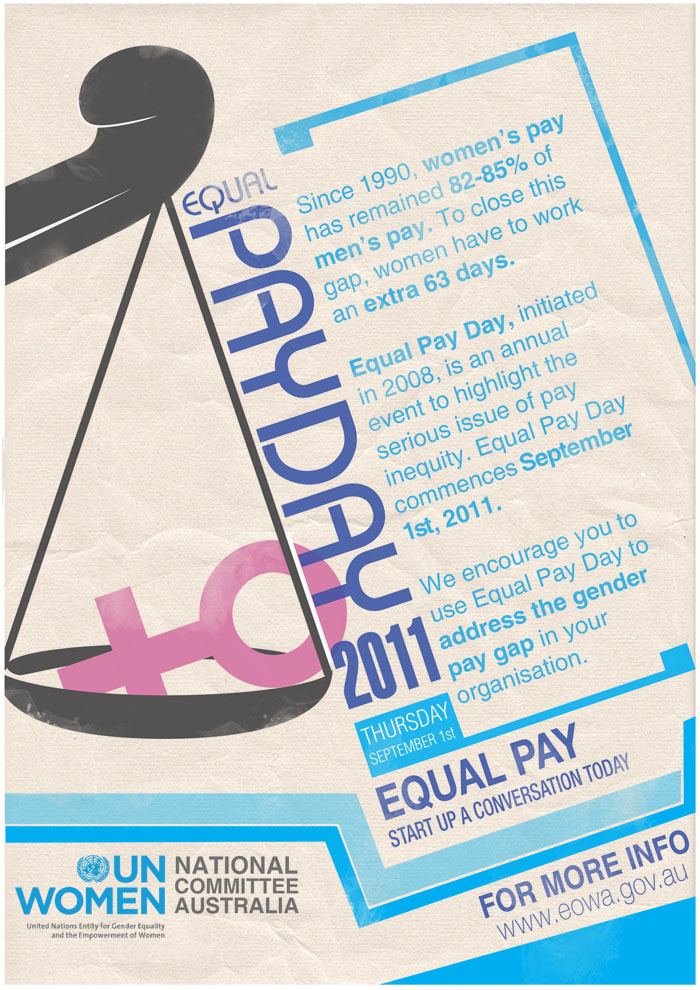 EQUAL
PAYDAY
2011
Since 1990, women's pay
has remained 82-85% of
men's pay. To close this
gap, women have to work
an extra 63 days.
Equal Pay Day, initiated
in 2008, is an annual
event to highlight the
serious issue of pay
inequity. Equal Pay Day
commences September
1st, 2011.
We encourage you to
use Equal Pay Day to
address the gender
pay gap in your
organisation.
THURSDAY
SEPTEMBER 1st
EQUAL PAY
START UP A CONVERSATION TODAY
FOR MORE INFO
www.eowa.gov.au
UN
WOMEN
NATIONAL
COMMITTEE
AUSTRALIA
United Nations Entity for Gender Equality
and the Empowerment of Women